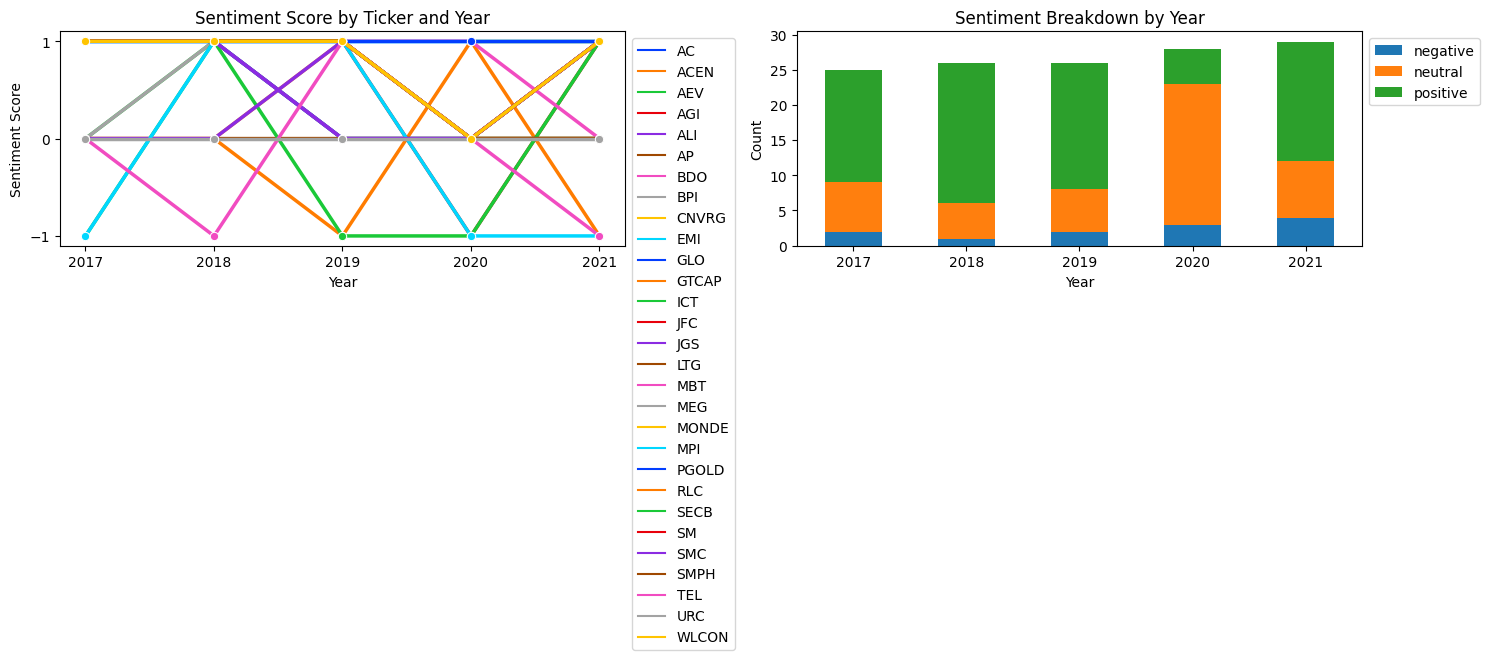 Sentiment Score by Ticker and Year
Sentiment Score
1
0
−1
2017
2018
2019
2020
2021
Year
AC
ACEN
AEV
AGI
ALI
AP
BDO
BPI
CNVRG
EMI
GLO
GTCAP
ICT
JFC
JGS
LTG
MBT
MEG
MONDE
MPI
PGOLD
RLC
SECB
SM
SMC
SMPH
TEL
URC
WLCON
Sentiment Breakdown by Year
Count
30
25
20
15
10
5
0
2017
2018
2019
2020
2021
Year
negative
neutral
positive